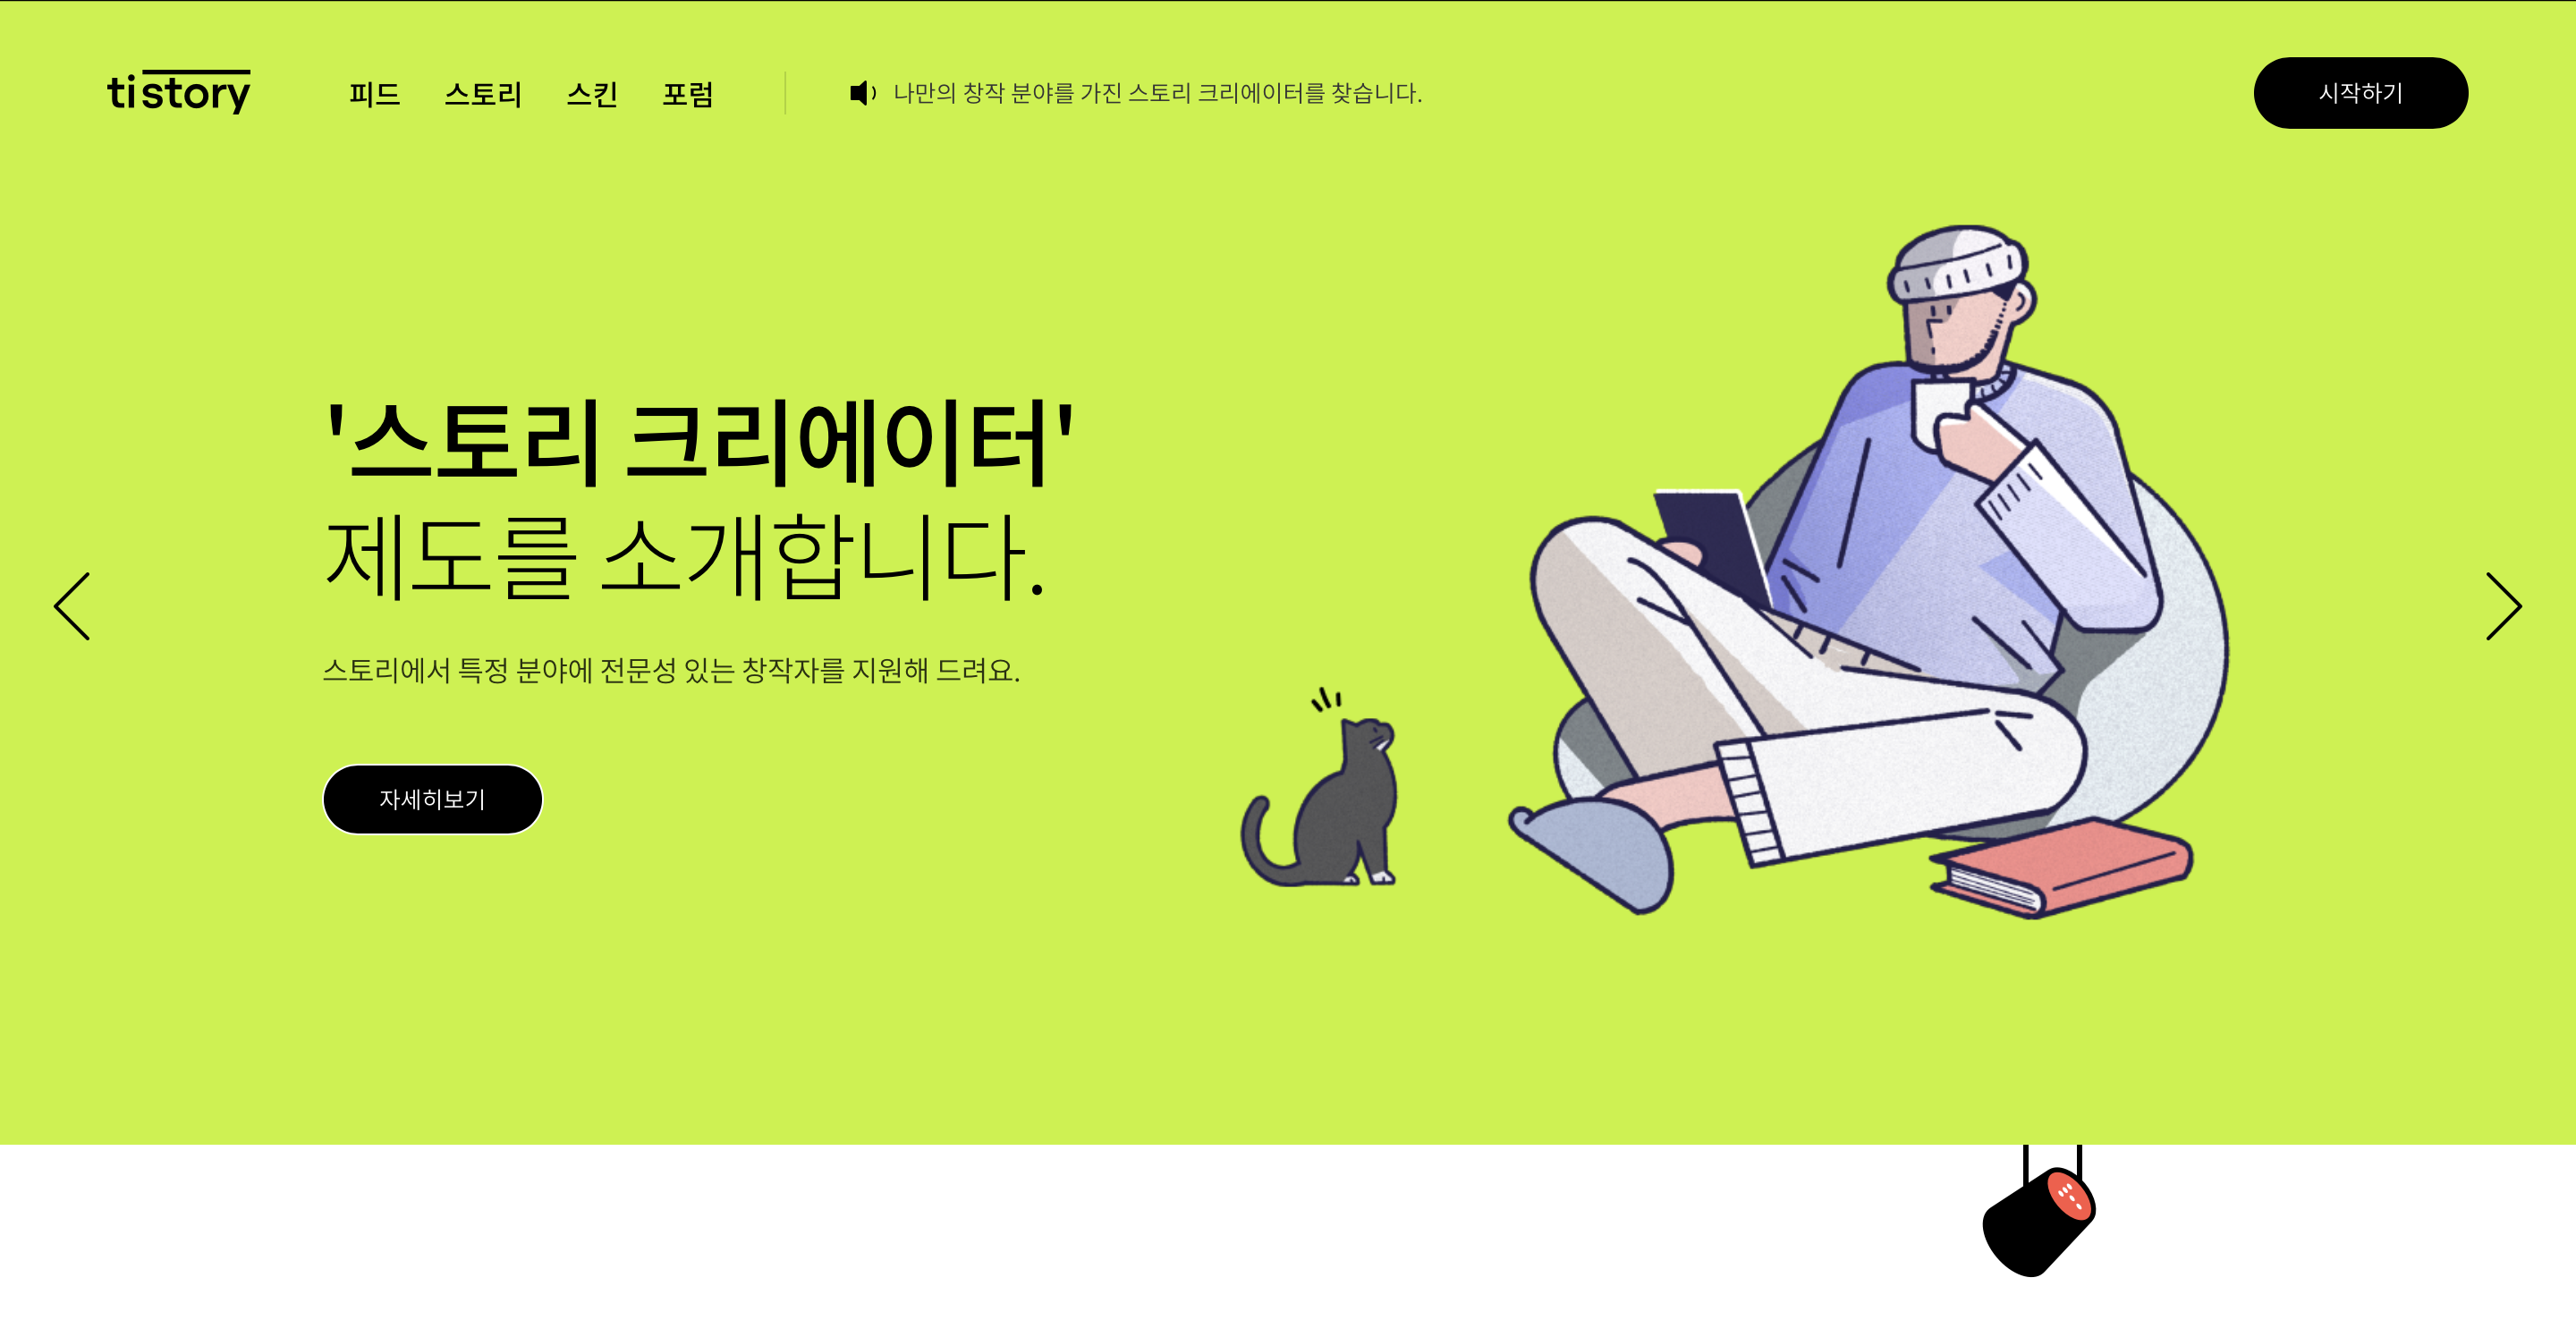 tistory
피드 스토리 스킨 포럼
나만의 창작 분야를 가진 스토리 크리에이터를 찾습니다.
시작하기
'스토리 크리에이터'
제도를 소개합니다.
스토리에서 특정 분야에 전문성 있는 창작자를 지원해 드려요.
자세히보기